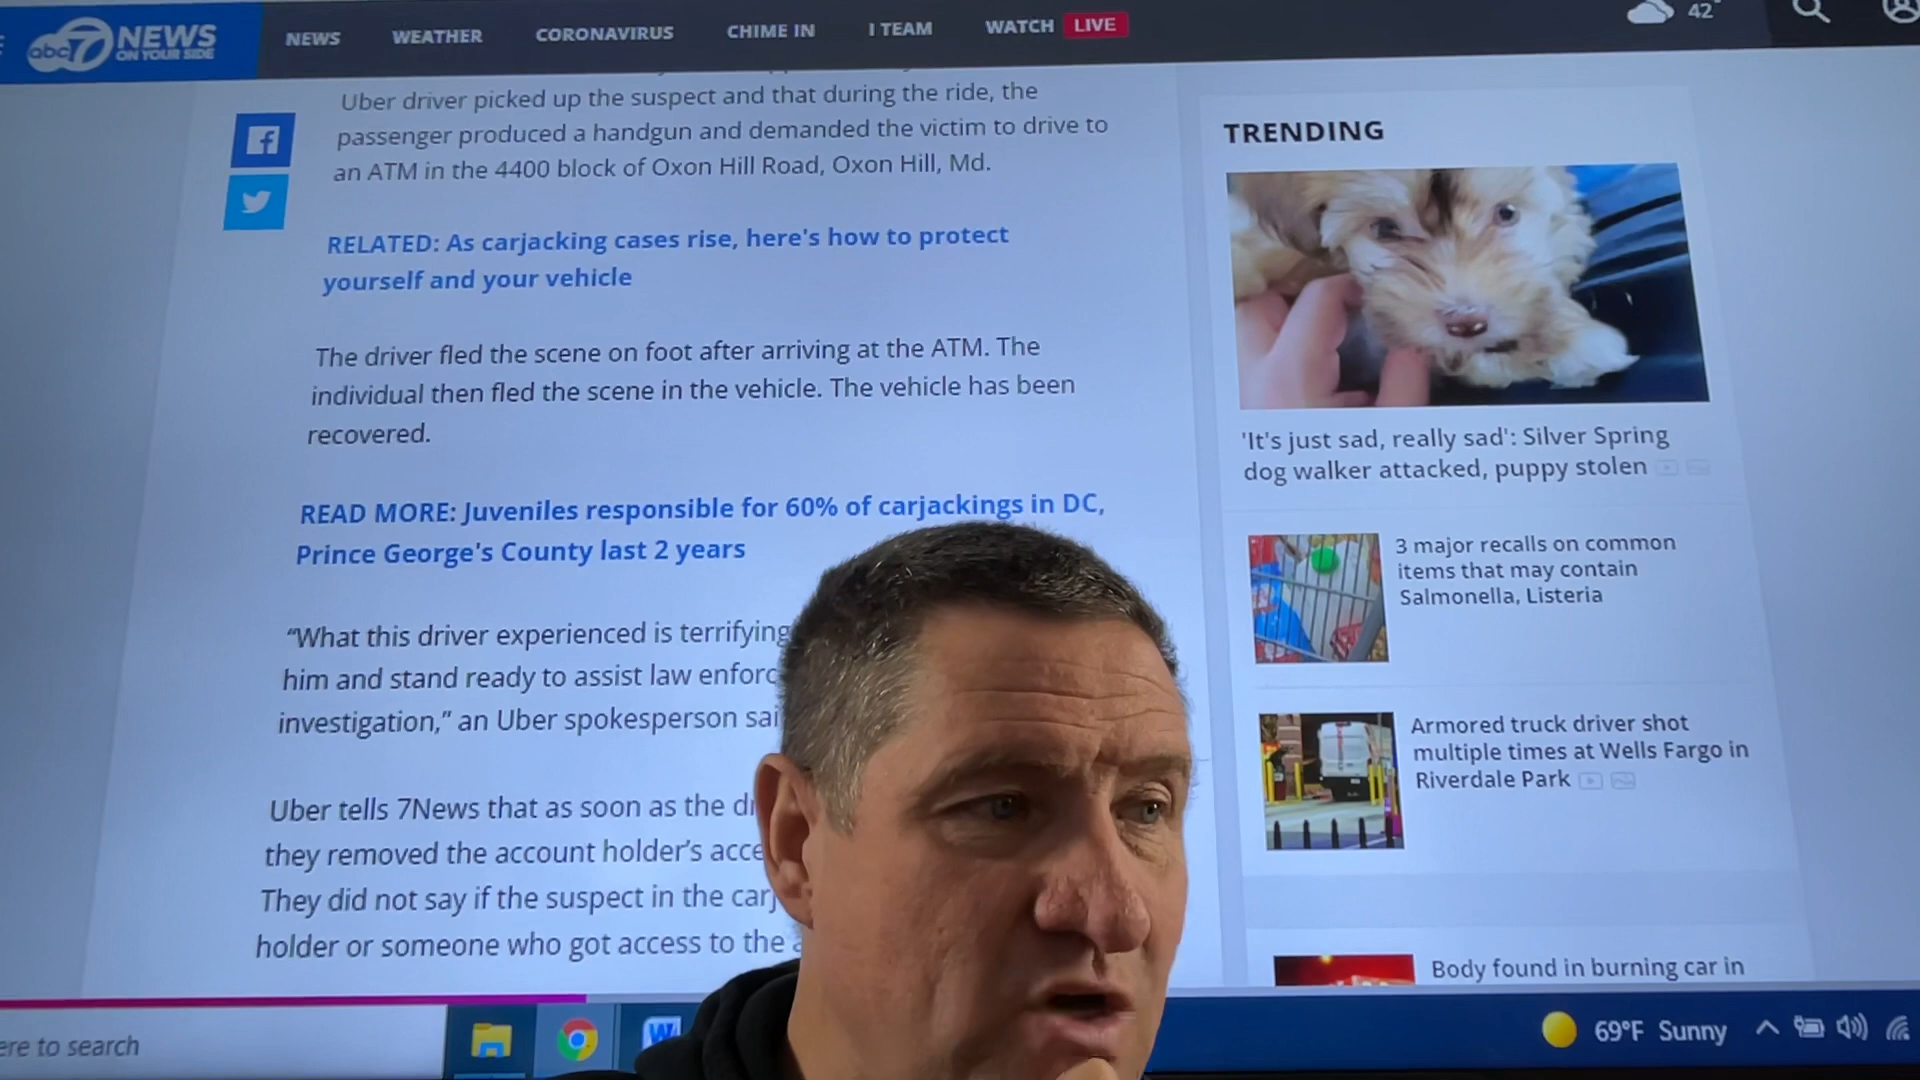 abc 7 NEWS
ON YOUR SIDE
NEWS
WEATHER
CORONAVIRUS
CHIME IN
I TEAM
WATCH LIVE
42°
Uber driver picked up the suspect and that during the ride, the
passenger produced a handgun and demanded the victim to drive to
an ATM in the 4400 block of Oxon Hill Road, Oxon Hill, Md.
RELATED: As carjacking cases rise, here's how to protect
yourself and your vehicle
The driver fled the scene on foot after arriving at the ATM. The
individual then fled the scene in the vehicle. The vehicle has been
recovered.
READ MORE: Juveniles responsible for 60% of carjackings in DC,
Prince George's County last 2 years
“What this driver experienced is terrifying
him and stand ready to assist law enforc
investigation,” an Uber spokesperson sai
Uber tells 7News that as soon as the
they removed the account holder’s acce
They did not say if the suspect in the carj
holder or someone who got access to the
TRENDING
'It's just sad, really sad': Silver Spring
dog walker attacked, puppy stolen
3 major recalls on common
items that may contain
Salmonella, Listeria
Armored truck driver shot
multiple times at Wells Fargo in
Riverdale Park
Body found in burning car in
ere to search
W
69°F Sunny